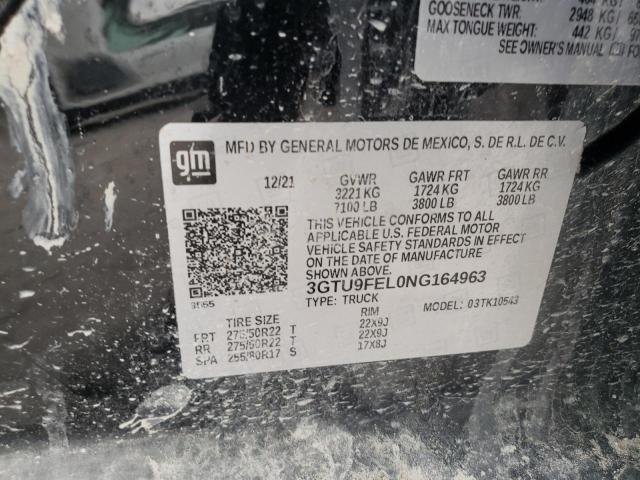 GOOSENECK TWR: 2948 KG/
MAX TONGUE WEIGHT: 442 KG/
SEE OWNER'S MANUAL
gm
MFD BY GENERAL MOTORS DE MEXICO, S. DE R.L. DE C.V.
12/21 GVWR GAWR FRT GAWR RR
3221 KG 1724 KG 1724 KG
7100 LB 3800 LB 3800 LB
THIS VEHICLE CONFORMS TO ALL
APPLICABLE U.S. FEDERAL MOTOR
VEHICLE SAFETY STANDARDS IN EFFECT
ON THE DATE OF MANUFACTURE
SHOWN ABOVE.
3GTU9FEL0NG164963
TYPE: TRUCK MODEL: 03TK10543
TIRE SIZE RIM
FRT 275/50R22 T 22X9J
RR 275/50R22 T 22X9J
SPA 255/80R17 S 17X8J